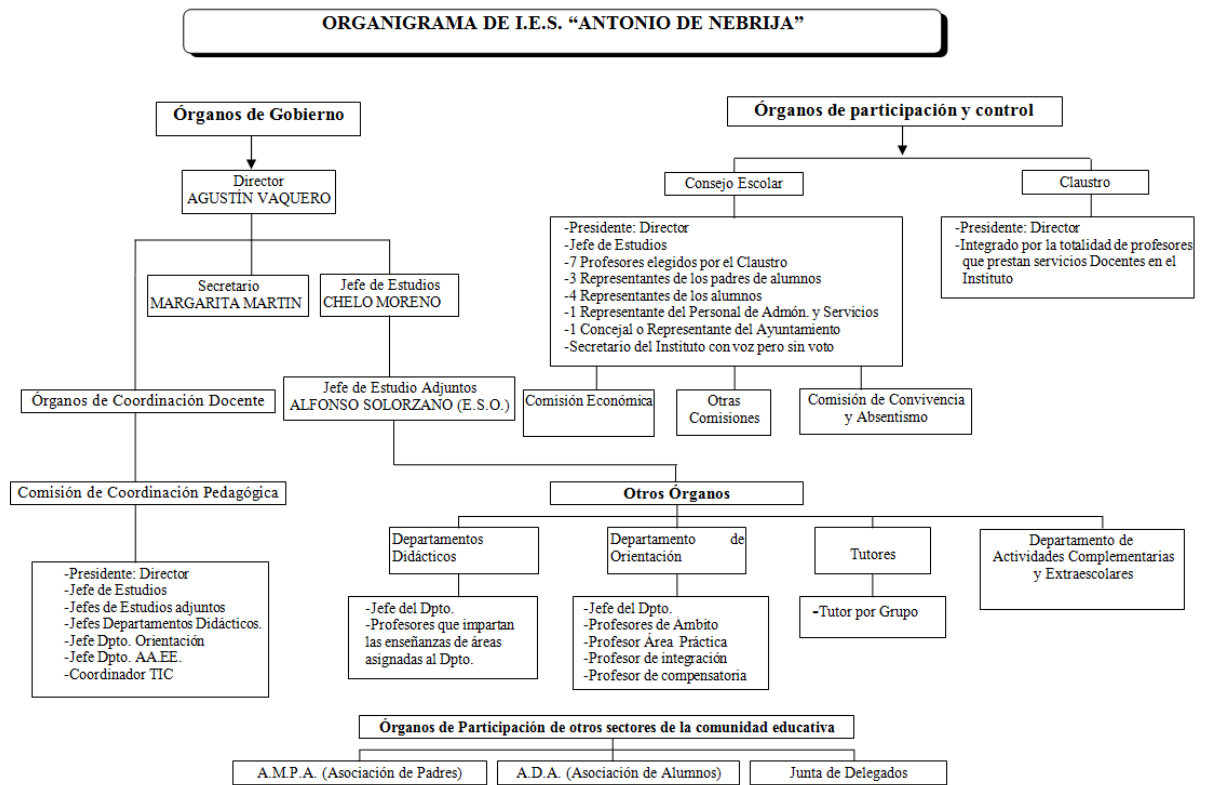 ORGANIGRAMA DE I.E.S. “ANTONIO DE NEBRIJA”
Órganos de Gobierno
Órganos de participación y control
Director
AGUSTÍN VAQUERO
Consejo Escolar
Claustro
-Presidente: Director
-Jefe de Estudios
-7 Profesores elegidos por el Claustro
-3 Representantes de los padres de alumnos
-4 Representantes de los alumnos
-1 Representante del Personal de Admón. y Servicios
-1 Concejal o Representante del Ayuntamiento
-Secretario del Instituto con voz pero sin voto
-Presidente: Director
-Integrado por la totalidad de profesores
que prestan servicios Docentes en el
Instituto
Secretario
MARGARITA MARTIN
Jefe de Estudios
CHELO MORENO
Órganos de Coordinación Docente
Jefe de Estudio Adjuntos
ALFONSO SOLORZANO (E.S.O.)
Comisión Económica
Otras
Comisiones
Comisión de Convivencia
y Absentismo
Comisión de Coordinación Pedagógica
Otros Órganos
-Presidente: Director
-Jefe de Estudios
-Jefes de Estudios adjuntos
-Jefes Departamentos Didácticos.
-Jefe Dpto. Orientación
-Jefe Dpto. AA.EE.
-Coordinador TIC
Departamentos
Didácticos
Departamento de
Orientación
Tutores
Departamento de
Actividades Complementarias
y Extraescolares
-Jefe del Dpto.
-Profesores que impartan
las enseñanzas de áreas
asignadas al Dpto.
-Jefe del Dpto.
-Profesores de Ambito
-Profesor Área Práctica
-Profesor de integración
-Profesor de compensatoria
-Tutor por Grupo
Órganos de Participación de otros sectores de la comunidad educativa
A.M.P.A. (Asociación de Padres)
A.D.A. (Asociación de Alumnos)
Junta de Delegados